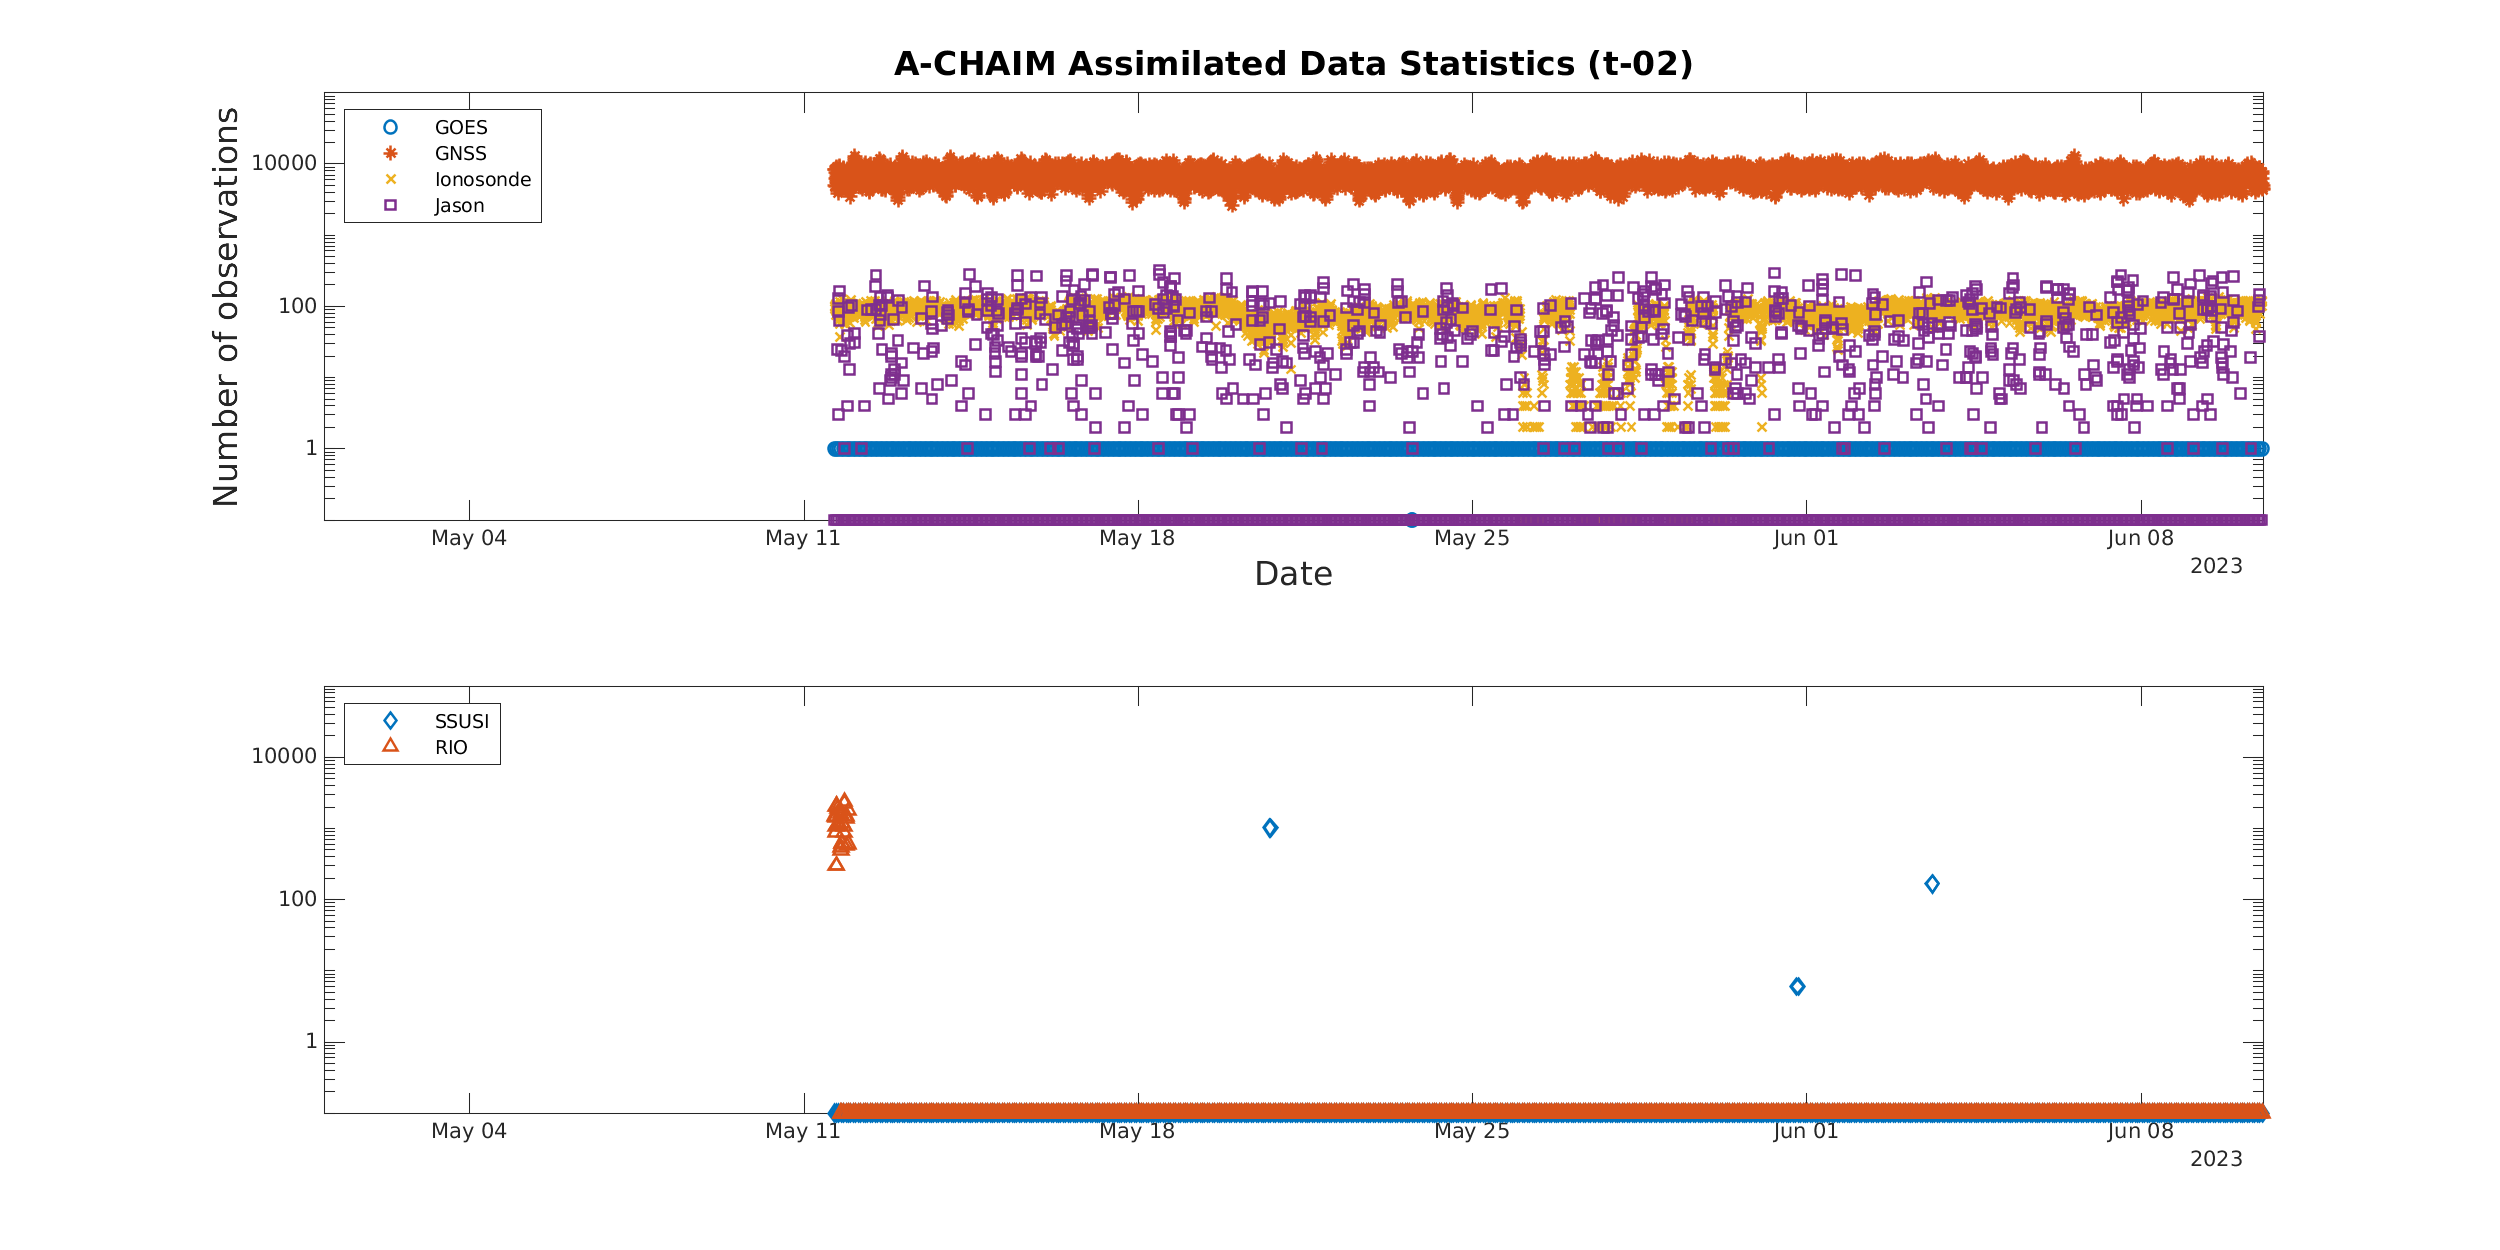 A-CHAIM Assimilated Data Statistics (t-02)
Number of observations
10000
100
1
GOES
GNSS
Ionosonde
Jason
May 04
May 11
May 18
May 25
Jun 01
Jun 08
2023
Date
10000
100
1
SSUSI
RIO
May 04
May 11
May 18
May 25
Jun 01
Jun 08
2023